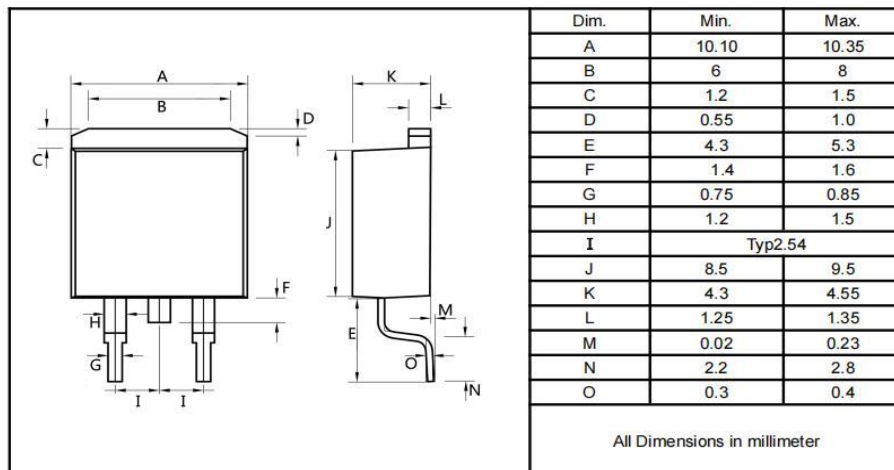 A
B
C
D
K
L
J
F
H
G
I I
E
M
O
N
Dim. Min. Max.
A 10.10 10.35
B 6 8
C 1.2 1.5
D 0.55 1.0
E 4.3 5.3
F 1.4 1.6
G 0.75 0.85
H 1.2 1.5
I Typ2.54
J 8.5 9.5
K 4.3 4.55
L 1.25 1.35
M 0.02 0.23
N 2.2 2.8
O 0.3 0.4
All Dimensions in millimeter